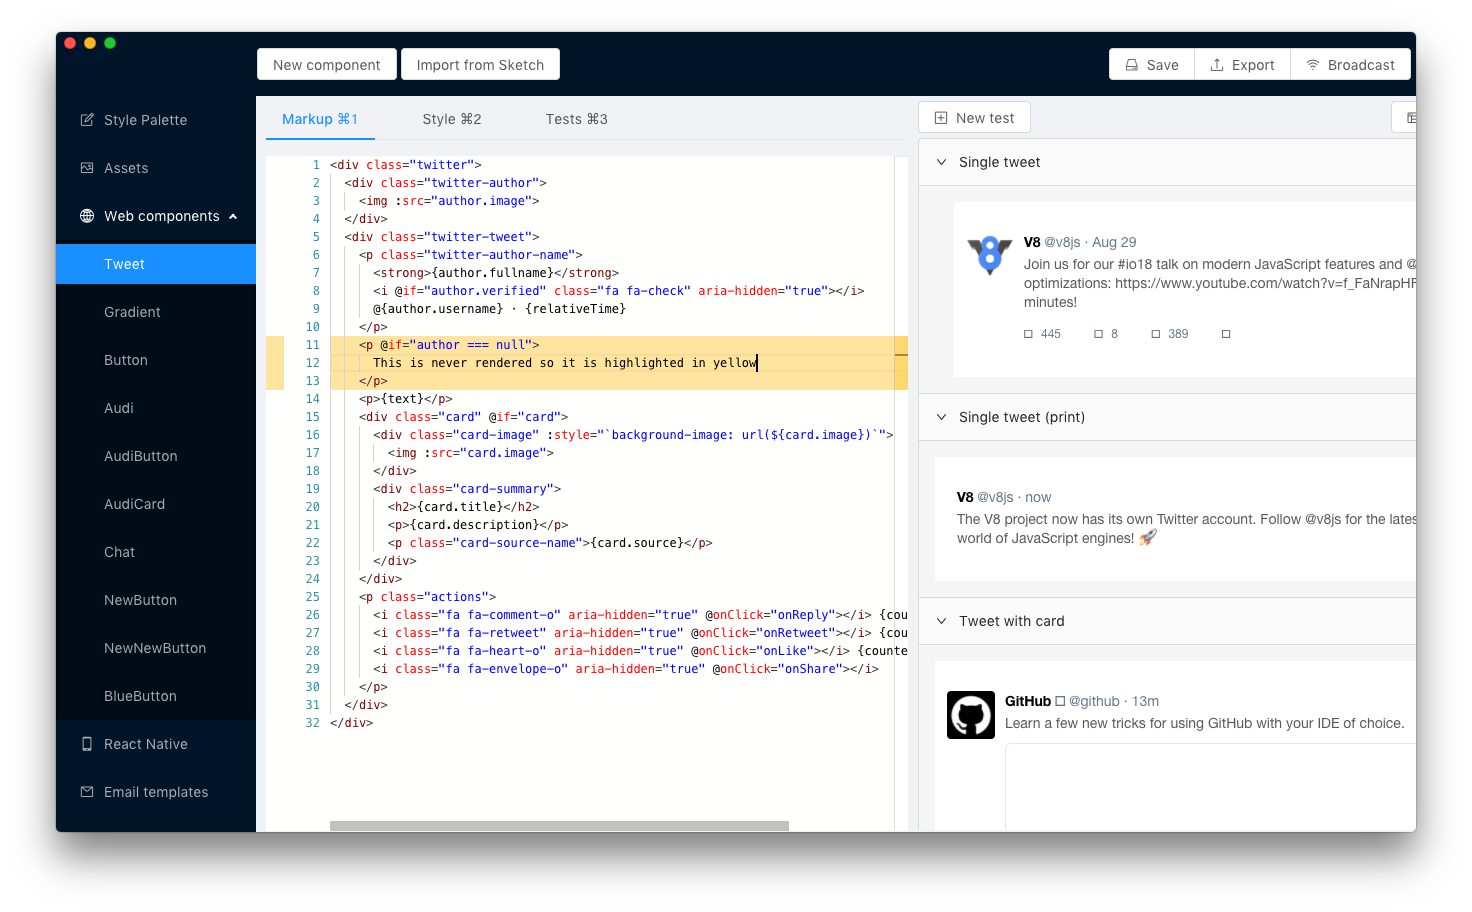 New component
Import from Sketch
Save
Export
Broadcast
Style Palette
Assets
Web components
Tweet
Gradient
Button
Audi
AudiButton
AudiCard
Chat
NewButton
NewNewButton
BlueButton
React Native
Email templates
Markup ⌘1
Style ⌘2
Tests ⌘3
1 <div class="twitter">
2 <div class="twitter-author">
3 <img :src="author.image">
4 </div>
5 <div class="twitter-tweet">
6 <p class="twitter-author-name">
7 <strong>{author.fullname}</strong>
8 <i @if="author.verified" class="fa fa-check" aria-hidden="true"></i>
9 @{author.username} · {relativeTime}
10 </p>
11 <p @if="author === null">
12 This is never rendered so it is highlighted in yellow
13 </p>
14 <p>{text}</p>
15 <div class="card" @if="card">
16 <div class="card-image" :style="`background-image: url(${card.image})`">
17 <img :src="card.image">
18 </div>
19 <div class="card-summary">
20 <h2>{card.title}</h2>
21 <p>{card.description}</p>
22 <p class="card-source-name">{card.source}</p>
23 </div>
24 </div>
25 <p class="actions">
26 <i class="fa fa-comment-o" aria-hidden="true" @onClick="onReply"></i> {cou
27 <i class="fa fa-retweet" aria-hidden="true" @onClick="onRetweet"></i> {cou
28 <i class="fa fa-heart-o" aria-hidden="true" @onClick="onLike"></i> {counte
29 <i class="fa fa-envelope-o" aria-hidden="true" @onClick="onShare"></i>
30 </p>
31 </div>
32 </div>
New test
Single tweet
V8 @v8js · Aug 29
Join us for our #io18 talk on modern JavaScript features and @
optimizations: https://www.youtube.com/watch?v=f_FaNrapHF
minutes!
445 8 389
Single tweet (print)
V8 @v8js · now
The V8 project now has its own Twitter account. Follow @v8js for the lates
world of JavaScript engines! 🚀
Tweet with card
GitHub @github · 13m
Learn a few new tricks for using GitHub with your IDE of choice.